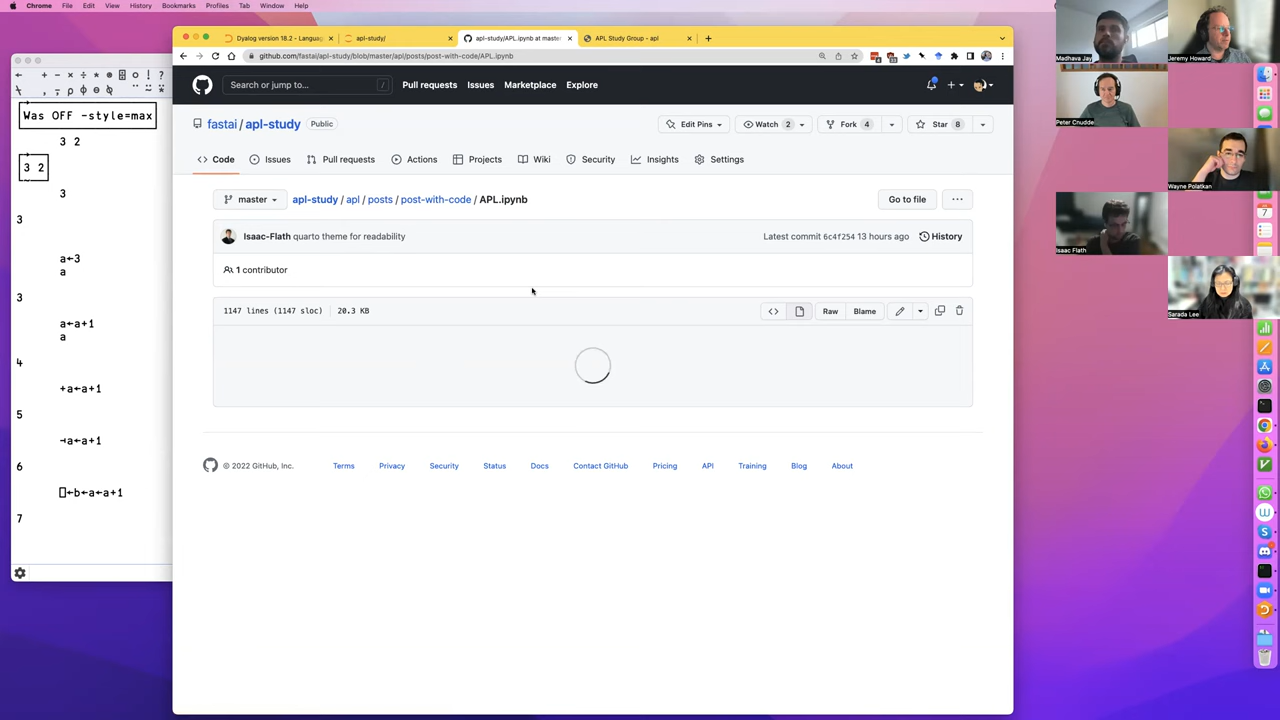 Chrome File Edit View History Bookmarks Profiles Tab Window Help
Dyalog version 18.2 - Langua
apl-study/
apl-study/APL.ipynb at maste
APL Study Group - apl
github.com/fastai/apl-study/blob/master/apl/posts/post-with-code/APL.ipynb
Search or jump to... /
Pull requests Issues Marketplace Explore
fastai / apl-study Public
Edit Pins Watch 2 Fork 4 Star 8
Code Issues Pull requests Actions Projects Wiki Security Insights Settings
master apl-study / apl / posts / post-with-code / APL.ipynb Go to file ...
Isaac-Flath quarto theme for readability Latest commit 6c4f254 13 hours ago History
1 contributor
1147 lines (1147 sloc) 20.3 KB Raw Blame
© 2022 GitHub, Inc. Terms Privacy Security Status Docs Contact GitHub Pricing API Training Blog About
Was OFF -style=max
3 2
3 2
3
3
a←3
a
3
a←a+1
a
4
+a←a+1
5
⊣a←a+1
6
⎕←b←a←a+1
7
Madhava Jay
Jeremy Howard
Peter Cnudde
Wayne Polatkan
Isaac Flath
Sarada Lee